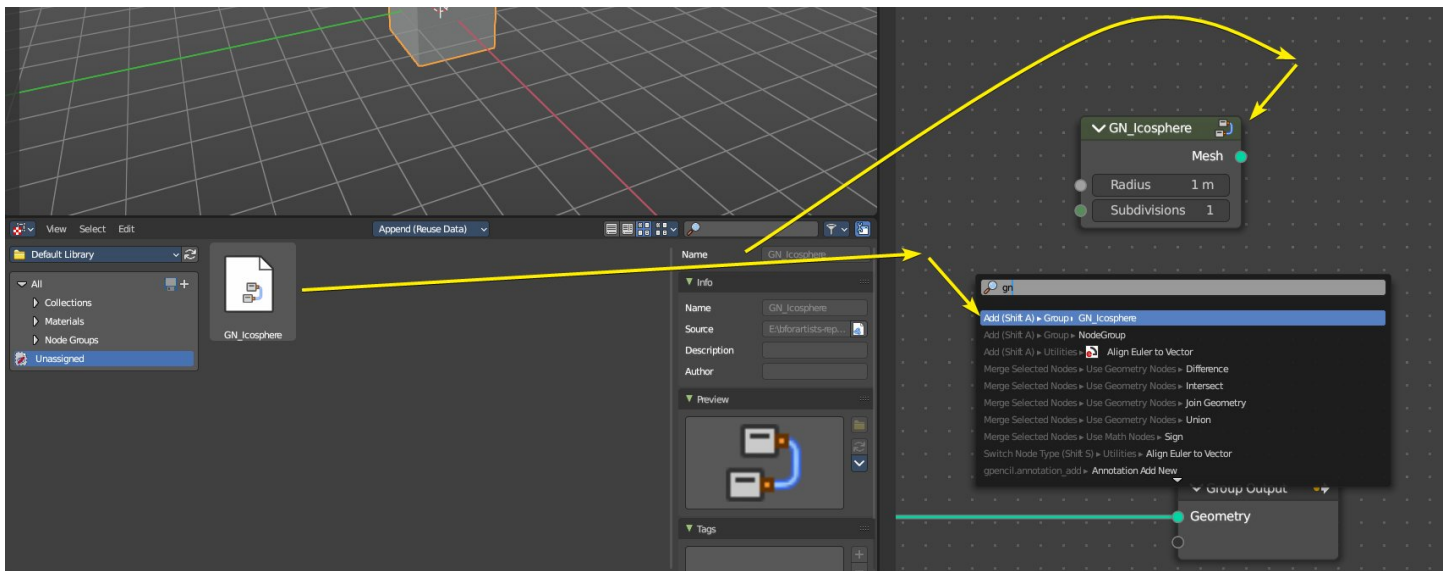 GN_Icosphere
Mesh
Radius 1 m
Subdivisions 1
View Select Edit
Append (Reuse Data)
Default Library
All
Collections
Materials
Node Groups
Unassigned
GN_Icosphere
Name GN_Icosphere
Info
Name GN_Icosphere
Source E:\bforartists-rep...
Description
Author
Preview
Tags
gn
Add (Shift A) ▸ Group ▸ GN_Icosphere
Add (Shift A) ▸ Group ▸ NodeGroup
Add (Shift A) ▸ Utilities ▸ Align Euler to Vector
Merge Selected Nodes ▸ Use Geometry Nodes ▸ Difference
Merge Selected Nodes ▸ Use Geometry Nodes ▸ Intersect
Merge Selected Nodes ▸ Use Geometry Nodes ▸ Join Geometry
Merge Selected Nodes ▸ Use Geometry Nodes ▸ Union
Merge Selected Nodes ▸ Use Math Nodes ▸ Sign
Switch Node Type (Shift S) ▸ Utilities ▸ Align Euler to Vector
gpencil.annotation_add ▸ Annotation Add New
Group Output
Geometry